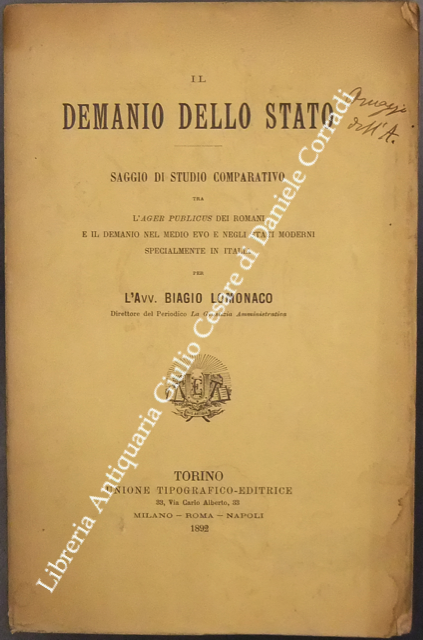 IL
DEMANIO DELLO STATO
Omaggio
dell'A.
SAGGIO DI STUDIO COMPARATIVO
TRA
L'AGER PUBLICUS DEI ROMANI
E IL DEMANIO NEL MEDIO EVO E NEGLI STATI MODERNI
SPECIALMENTE IN ITALIA
PER
L'AVV. BIAGIO LOMONACO
Direttore del Periodico La Giustizia Amministrativa
TORINO
UNIONE TIPOGRAFICO-EDITRICE
33, Via Carlo Alberto, 33
MILANO — ROMA — NAPOLI
1892
Libreria Antiquaria Giulio Cesare di Daniele Corradi